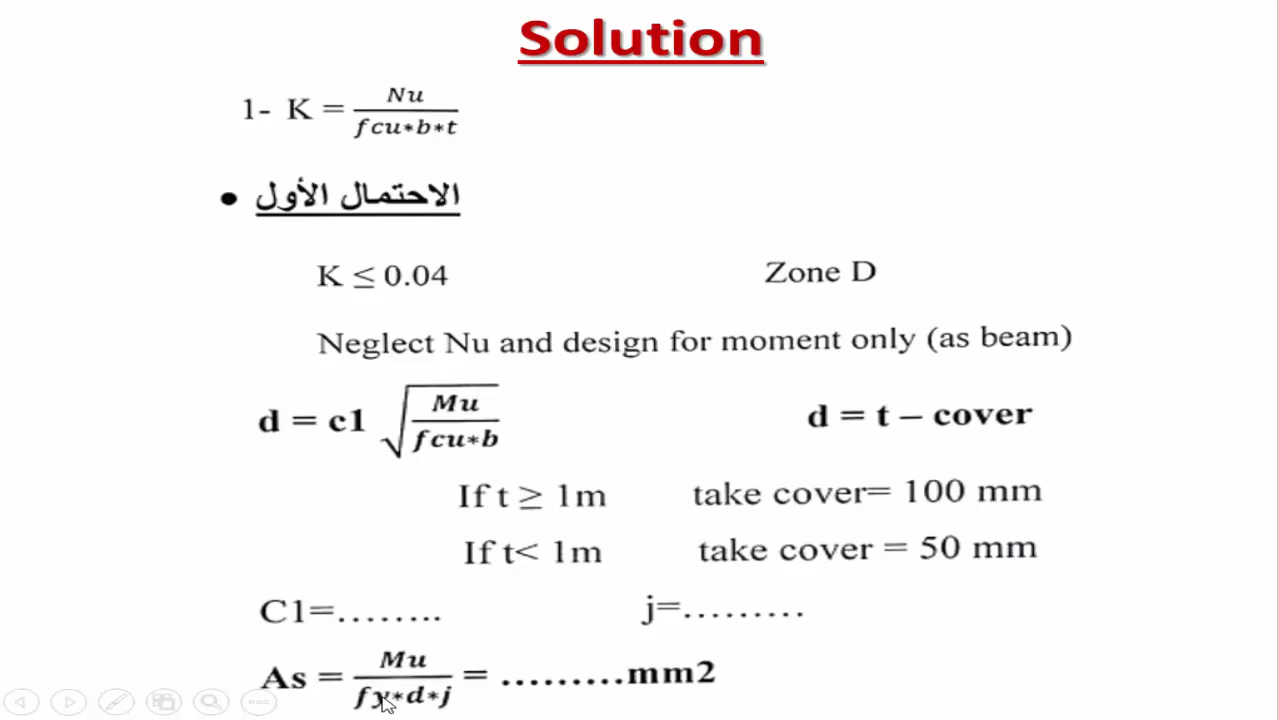 Solution
1- K = Nu / fcu*b*t
• الاحتمال الأول
K ≤ 0.04 Zone D
Neglect Nu and design for moment only (as beam)
d = c1 √(Mu / fcu*b) d = t – cover
If t ≥ 1m take cover= 100 mm
If t< 1m take cover = 50 mm
C1=........ j=.........
As = Mu / fy*d*j = .........mm2